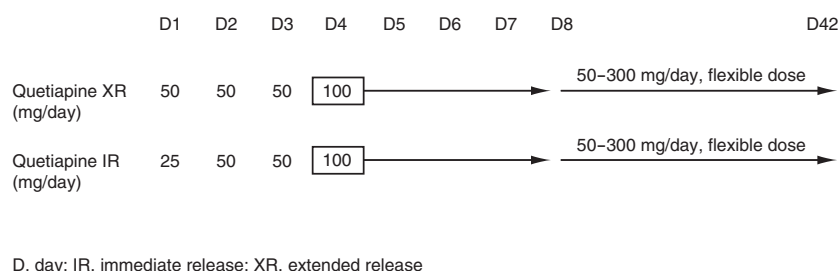 D1 D2 D3 D4 D5 D6 D7 D8 D42
50–300 mg/day, flexible dose
Quetiapine XR 50 50 50 100
(mg/day)
50–300 mg/day, flexible dose
Quetiapine IR 25 50 50 100
(mg/day)
D, day; IR, immediate release; XR, extended release